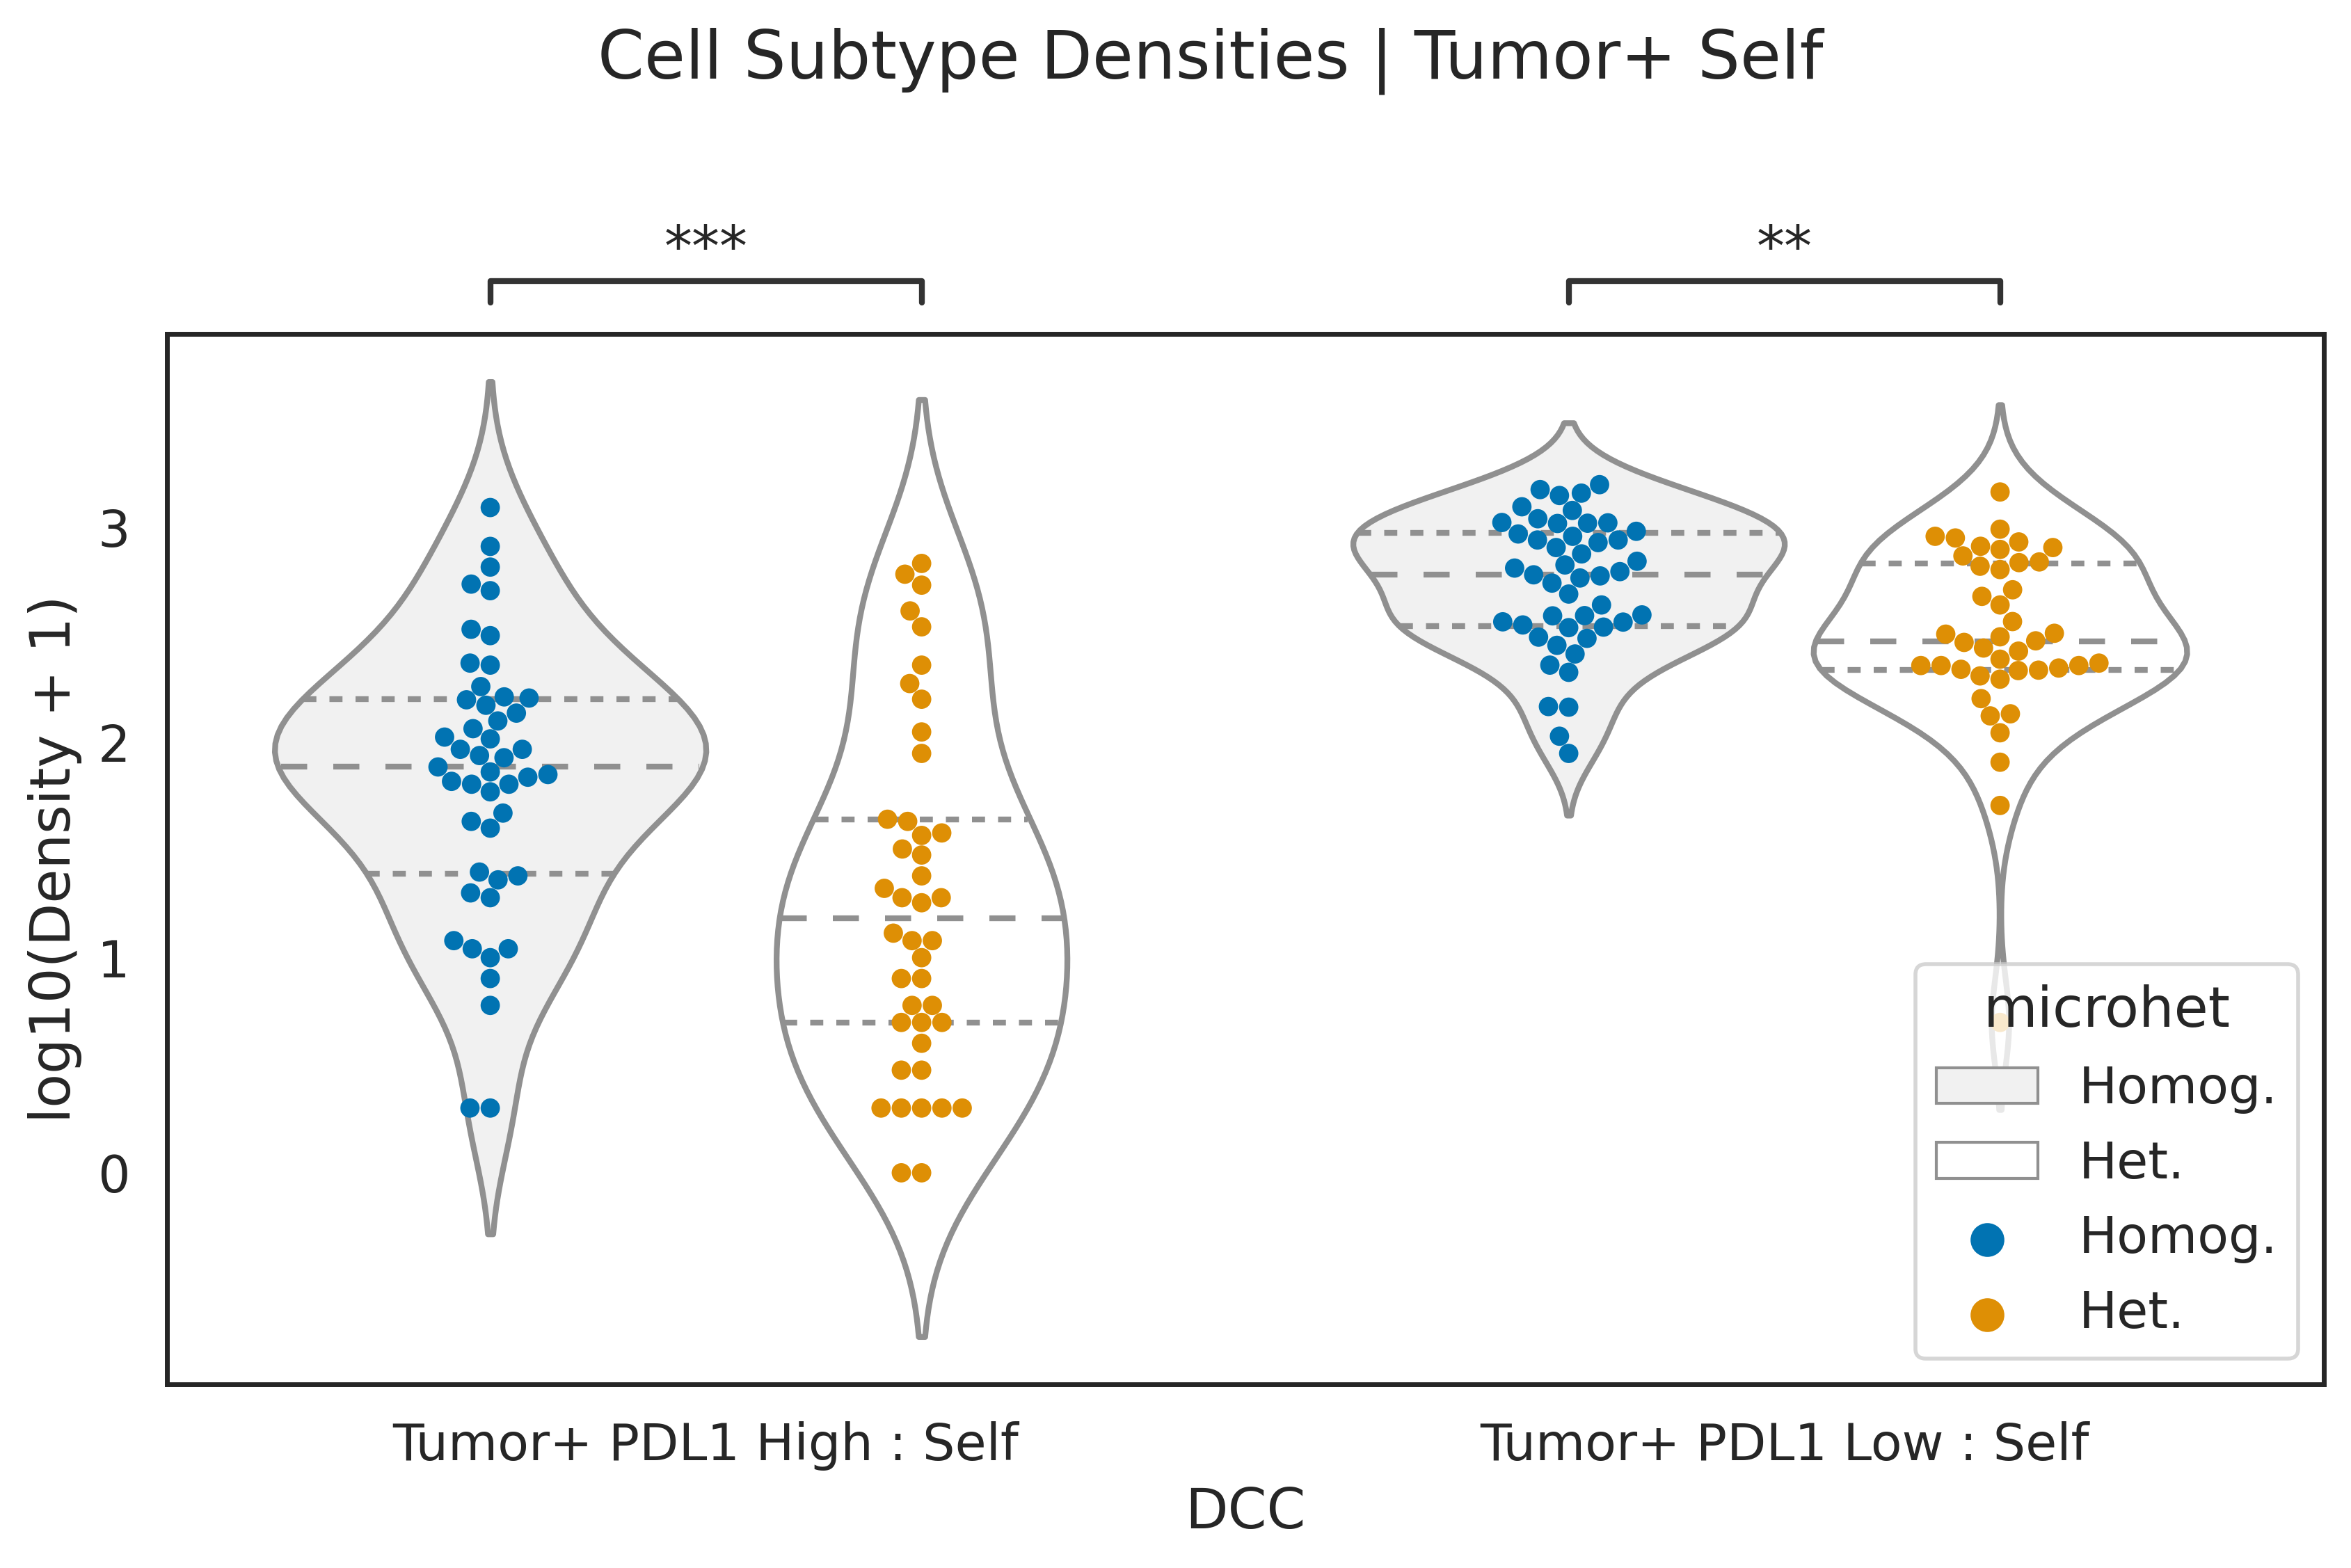 Cell Subtype Densities | Tumor+ Self
***
**
log10(Density + 1)
3
2
1
0
microhet
Homog.
Het.
Homog.
Het.
Tumor+ PDL1 High : Self
Tumor+ PDL1 Low : Self
DCC